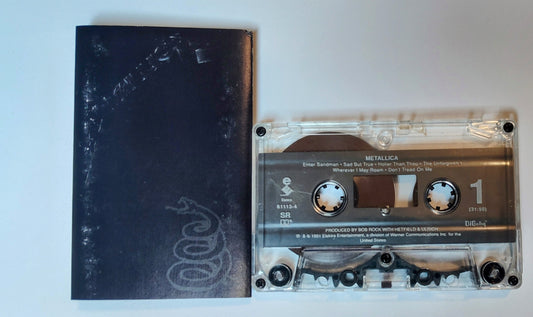 METALLICA
METALLICA
Enter Sandman • Sad But True • Holier Than Thou • The Unforgiven
Wherever I May Roam • Don't Tread On Me
Elektra
61113-4
SR
1
(31:38)
PRODUCED BY BOB ROCK WITH HETFIELD & ULRICH
℗ & © 1991 Elektra Entertainment, a division of Warner Communications Inc. for the
United States